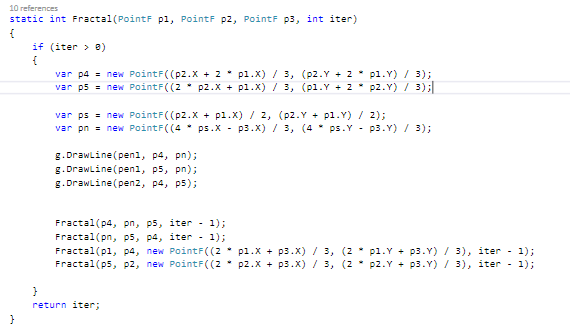 10 references
static int Fractal(PointF p1, PointF p2, PointF p3, int iter)
{
if (iter > 0)
{
var p4 = new PointF((p2.X + 2 * p1.X) / 3, (p2.Y + 2 * p1.Y) / 3);
var p5 = new PointF((2 * p2.X + p1.X) / 3, (p1.Y + 2 * p2.Y) / 3);
var ps = new PointF((p2.X + p1.X) / 2, (p2.Y + p1.Y) / 2);
var pn = new PointF((4 * ps.X - p3.X) / 3, (4 * ps.Y - p3.Y) / 3);
g.DrawLine(pen1, p4, pn);
g.DrawLine(pen1, p5, pn);
g.DrawLine(pen2, p4, p5);
Fractal(p4, pn, p5, iter - 1);
Fractal(pn, p5, p4, iter - 1);
Fractal(p1, p4, new PointF((2 * p1.X + p3.X) / 3, (2 * p1.Y + p3.Y) / 3), iter - 1);
Fractal(p5, p2, new PointF((2 * p2.X + p3.X) / 3, (2 * p2.Y + p3.Y) / 3), iter - 1);
}
return iter;
}